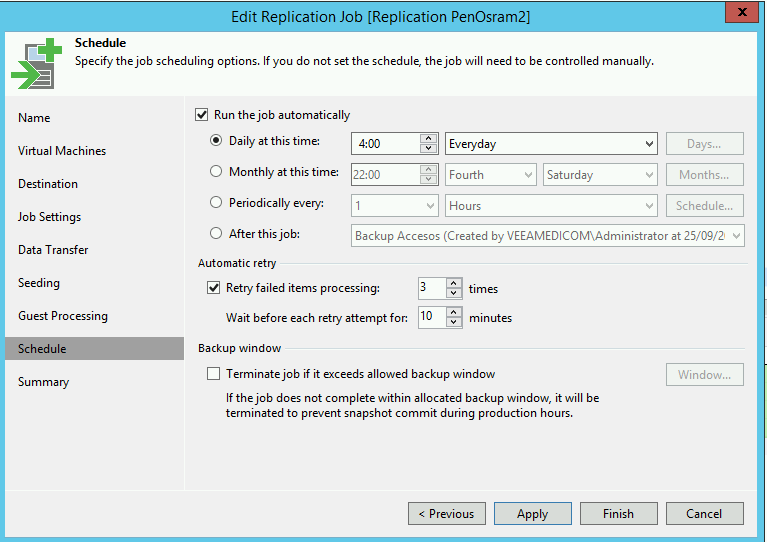 Edit Replication Job [Replication PenOsram2]
X
Schedule
Specify the job scheduling options. If you do not set the schedule, the job will need to be controlled manually.
Name
Virtual Machines
Destination
Job Settings
Data Transfer
Seeding
Guest Processing
Schedule
Summary
Run the job automatically
Daily at this time: 4:00 Everyday Days...
Monthly at this time: 22:00 Fourth Saturday Months...
Periodically every: 1 Hours Schedule...
After this job: Backup Accesos (Created by VEEAMEDICOM\Administrator at 25/09/2
Automatic retry
Retry failed items processing: 3 times
Wait before each retry attempt for: 10 minutes
Backup window
Terminate job if it exceeds allowed backup window Window...
If the job does not complete within allocated backup window, it will be
terminated to prevent snapshot commit during production hours.
< Previous Apply Finish Cancel